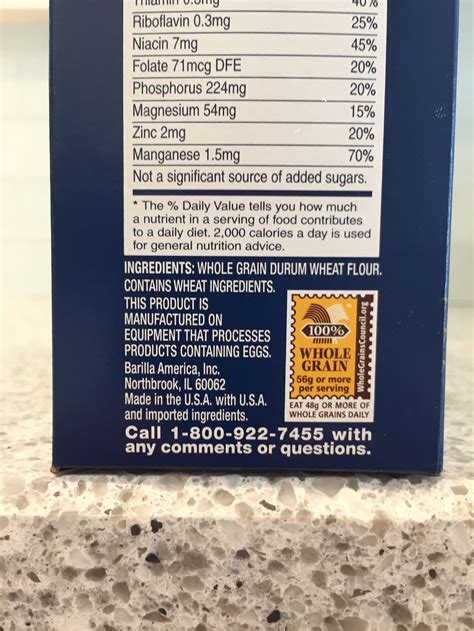 Thiamin 0.5mg 40%
Riboflavin 0.3mg 25%
Niacin 7mg 45%
Folate 71mcg DFE 20%
Phosphorus 224mg 20%
Magnesium 54mg 15%
Zinc 2mg 20%
Manganese 1.5mg 70%
Not a significant source of added sugars.
* The % Daily Value tells you how much
a nutrient in a serving of food contributes
to a daily diet. 2,000 calories a day is used
for general nutrition advice.
INGREDIENTS: WHOLE GRAIN DURUM WHEAT FLOUR.
CONTAINS WHEAT INGREDIENTS.
THIS PRODUCT IS
MANUFACTURED ON
EQUIPMENT THAT PROCESSES
PRODUCTS CONTAINING EGGS.
Barilla America, Inc.
Northbrook, IL 60062
Made in the U.S.A. with U.S.A.
and imported ingredients.
100%
WHOLE
GRAIN
56g or more
per serving
WholeGrainsCouncil.org
EAT 48g OR MORE OF
WHOLE GRAINS DAILY
Call 1-800-922-7455 with
any comments or questions.